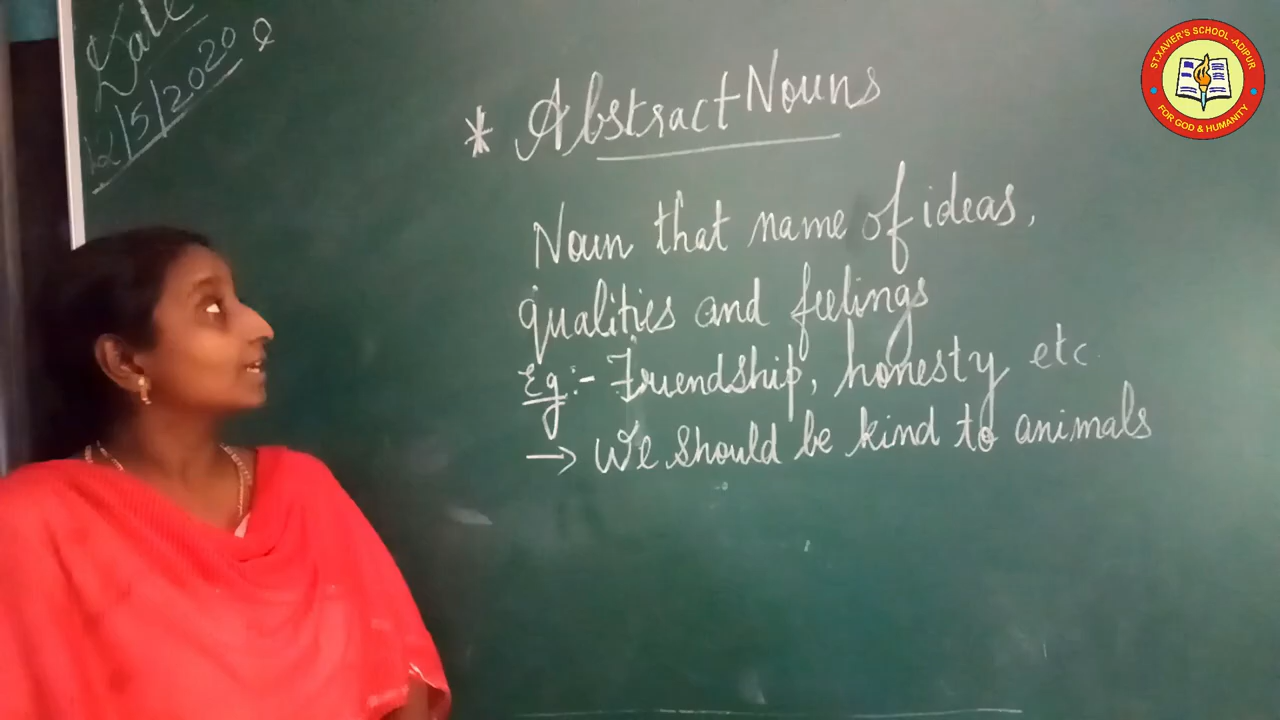 Date
12/5/2020
* Abstract Nouns
Noun that name of ideas,
qualities and feelings
Eg:- Friendship, honesty etc.
→ We should be kind to animals
ST.XAVIER'S SCHOOL-ADIPUR
FOR GOD & HUMANITY